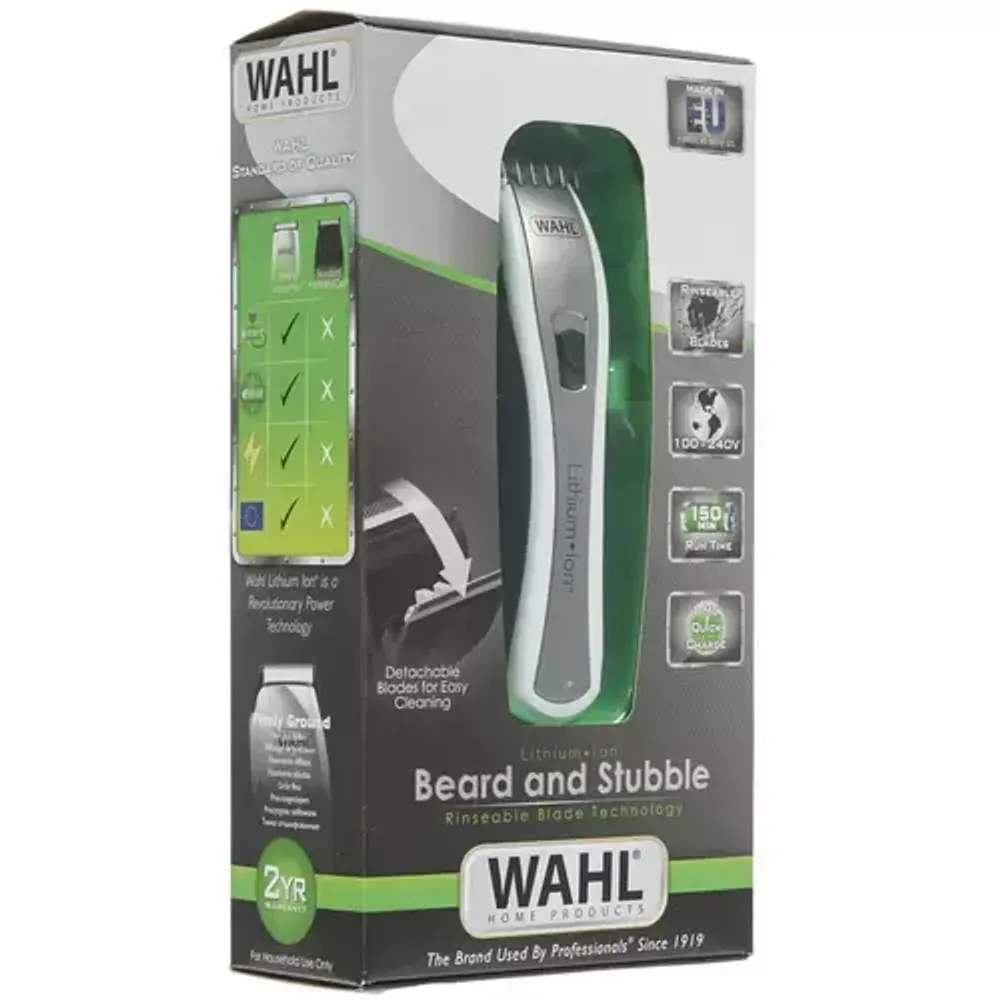 WAHL®
HOME PRODUCTS
WAHL
STANDARD OF QUALITY
Wahl Lithium Ion® is a
Revolutionary Power
Technology
Ground
WAHL
2YR
WARRANTY
For Household Use Only
MADE IN
EU
WAHL
Lithium•Ion
RINSEABLE
BLADES
100-240V
150
MIN
RUN TIME
QUICK
CHARGE
Detachable
Blades for Easy
Cleaning
Lithium•Ion
Beard and Stubble
Rinseable Blade Technology
WAHL®
HOME PRODUCTS
The Brand Used By Professionals® Since 1919